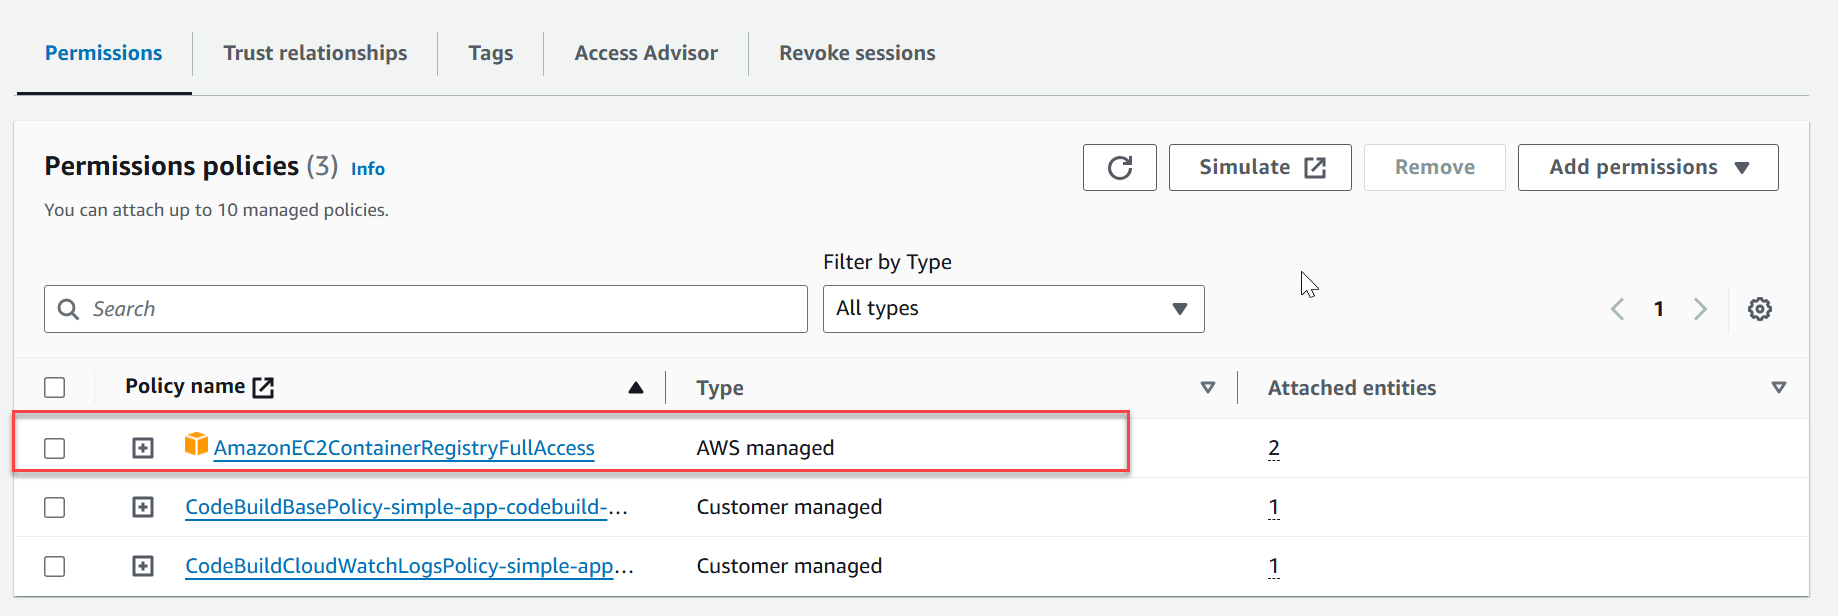 Permissions
Trust relationships
Tags
Access Advisor
Revoke sessions
Permissions policies (3) Info
Simulate
Remove
Add permissions
You can attach up to 10 managed policies.
Filter by Type
Search
All types
1
Policy name
Type
Attached entities
AmazonEC2ContainerRegistryFullAccess AWS managed 2
CodeBuildBasePolicy-simple-app-codebuild-... Customer managed 1
CodeBuildCloudWatchLogsPolicy-simple-app... Customer managed 1